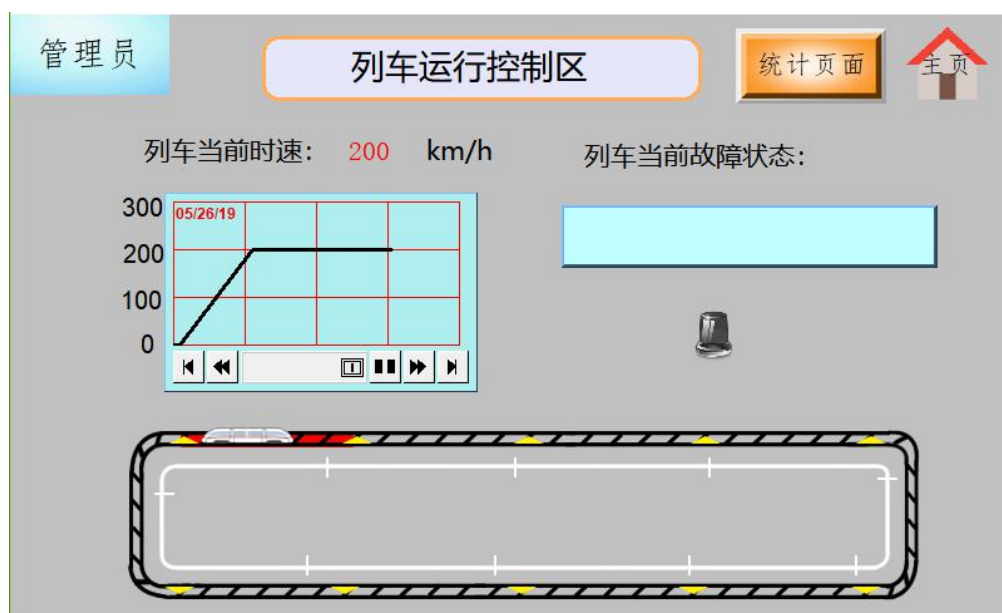 管理员
列车运行控制区
统计页面
主页
列车当前时速： 200 km/h
列车当前故障状态：
300
05/26/19
200
100
0